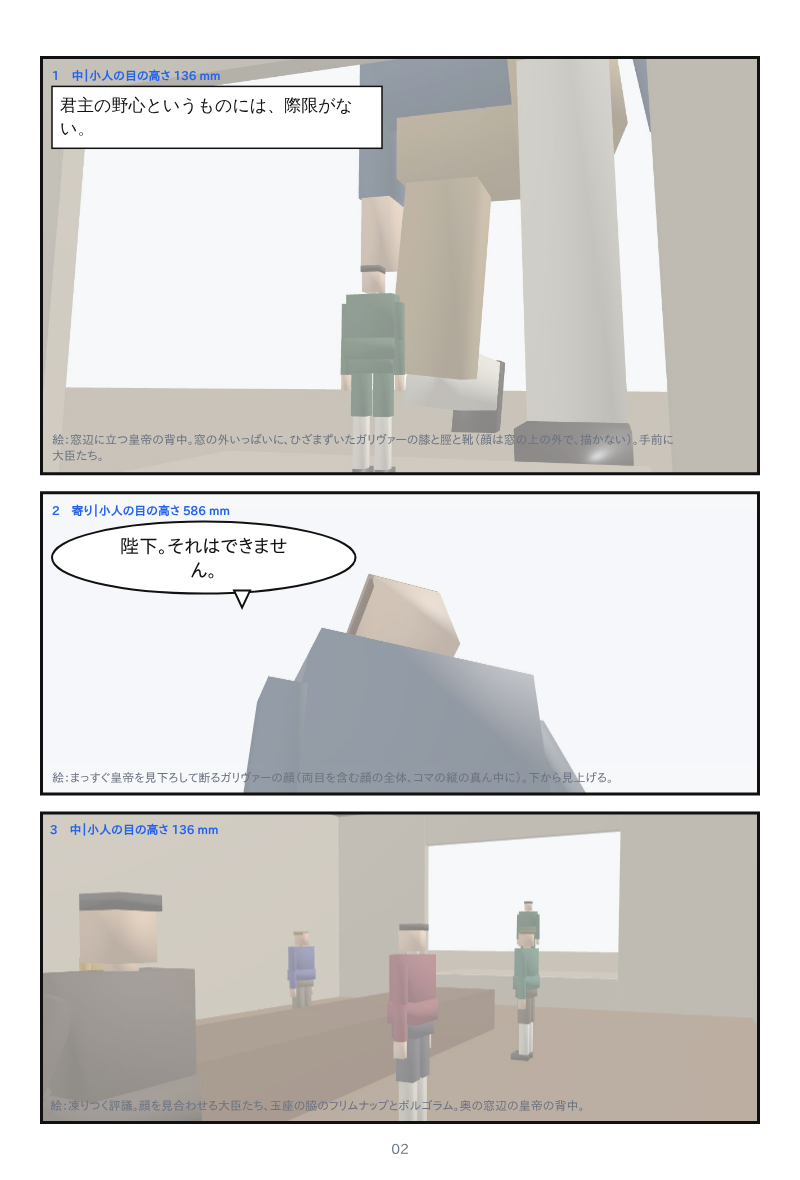 1 中|小人の目の高さ136 mm
君主の野心というものには、際限がな
い。
絵:窓辺に立つ皇帝の背中。窓の外いっぱいに、ひざまずいたガリヴァーの膝と脛と靴(顔は窓の上の外で、描かない)。手前に
大臣たち。
2 寄り|小人の目の高さ586 mm
陛下。それはできませ
ん。
絵:まっすぐ皇帝を見下ろして断るガリヴァーの顔(両目を含む顔の全体、コマの縦の真ん中に)。下から見上げる。
3 中|小人の目の高さ136 mm
絵:凍りつく評議。顔を見合わせる大臣たち、玉座の脇のフリムナップとボルゴラム。奥の窓辺の皇帝の背中。
02